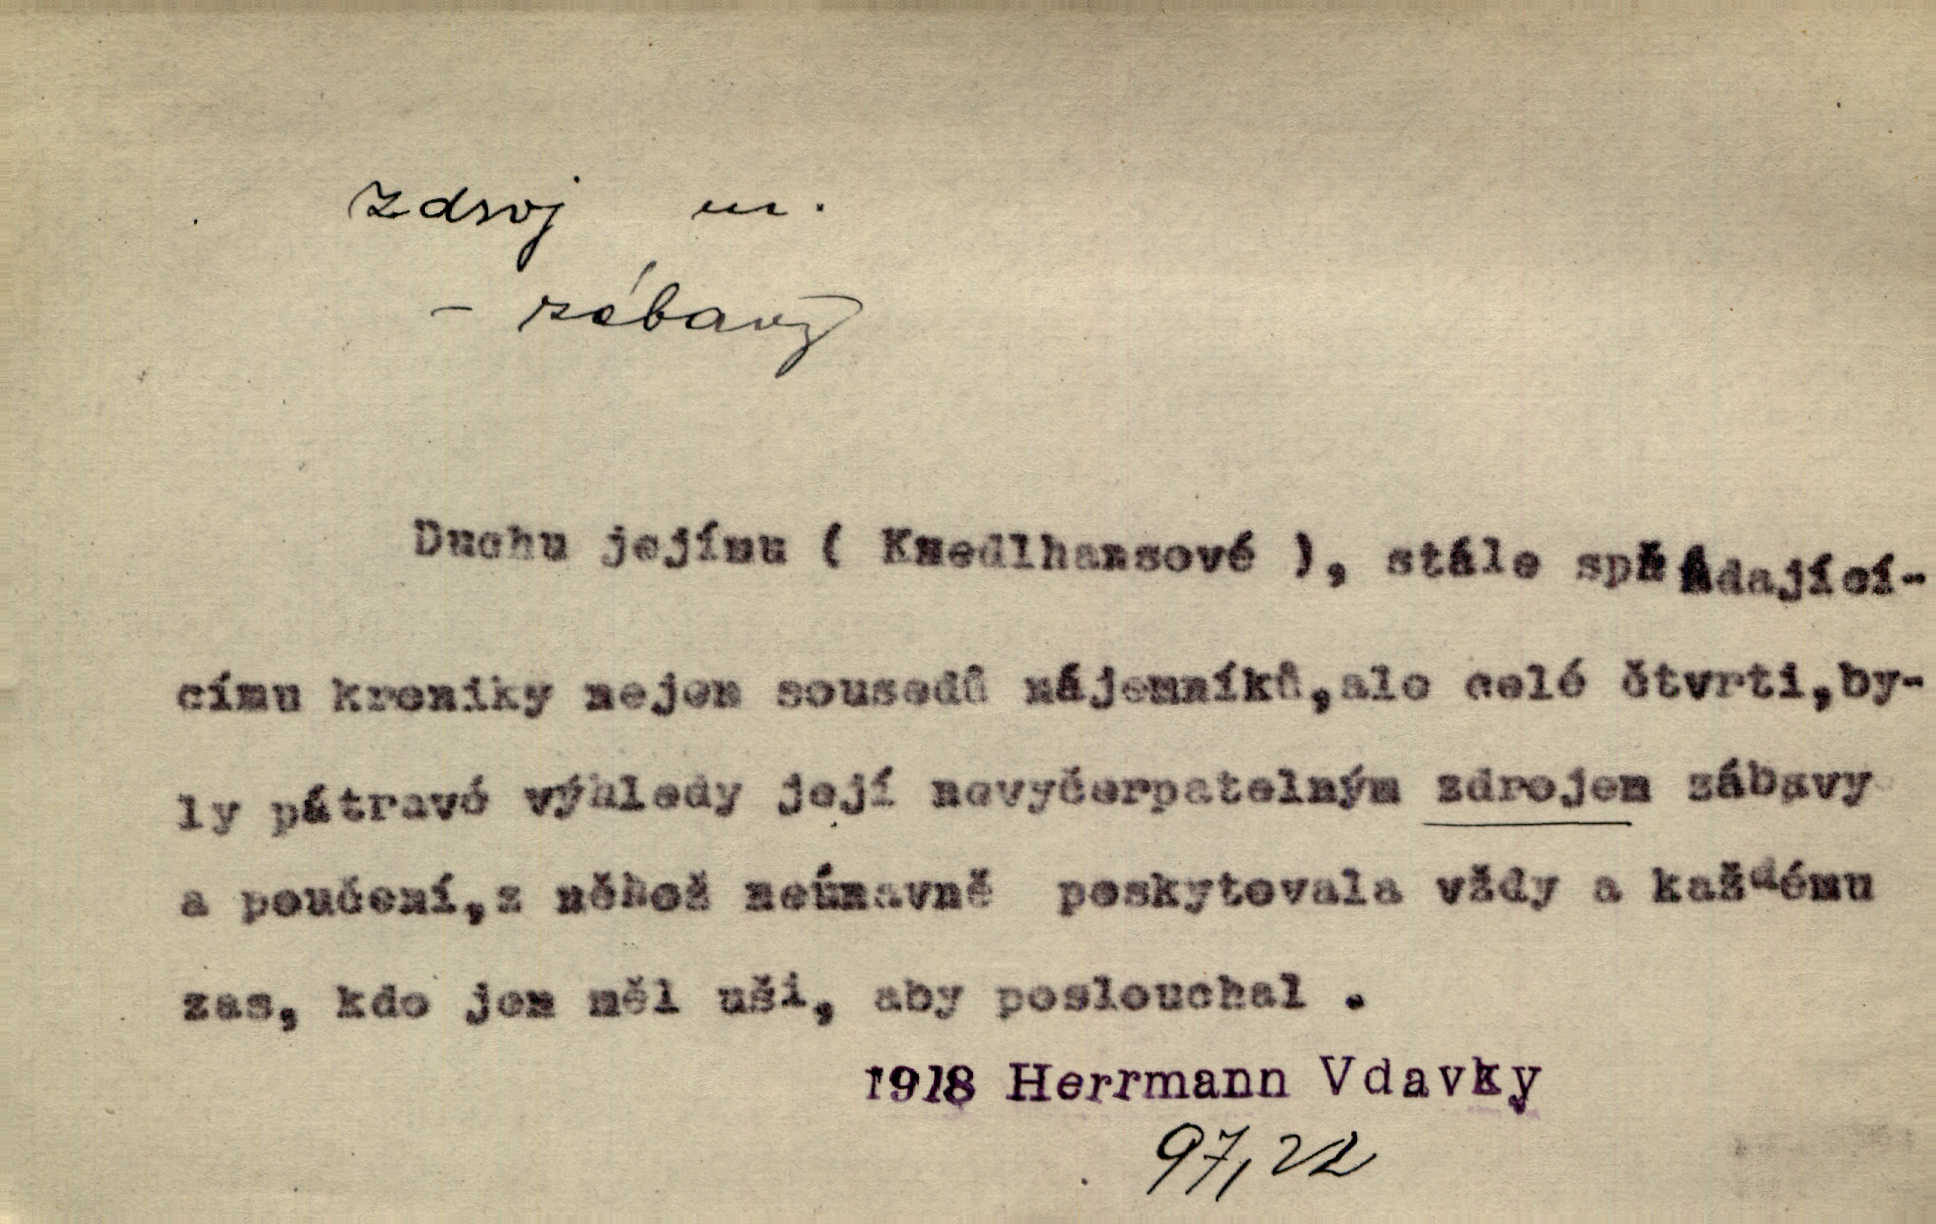 zdroj m.
- zábavy
Duchu jejímu ( Knedlhansové ), stále spřádající-
címu kroniky nejen sousedů nájemníků,ale celé čtvrti,by-
ly pátravé výhledy její nevyčerpatelným zdrojem zábavy
a poučení,z něhož neúnavně poskytovala vždy a každému
zas, kdo jen měl uši, aby poslouchal .
1918 Herrmann Vdavky
97,22